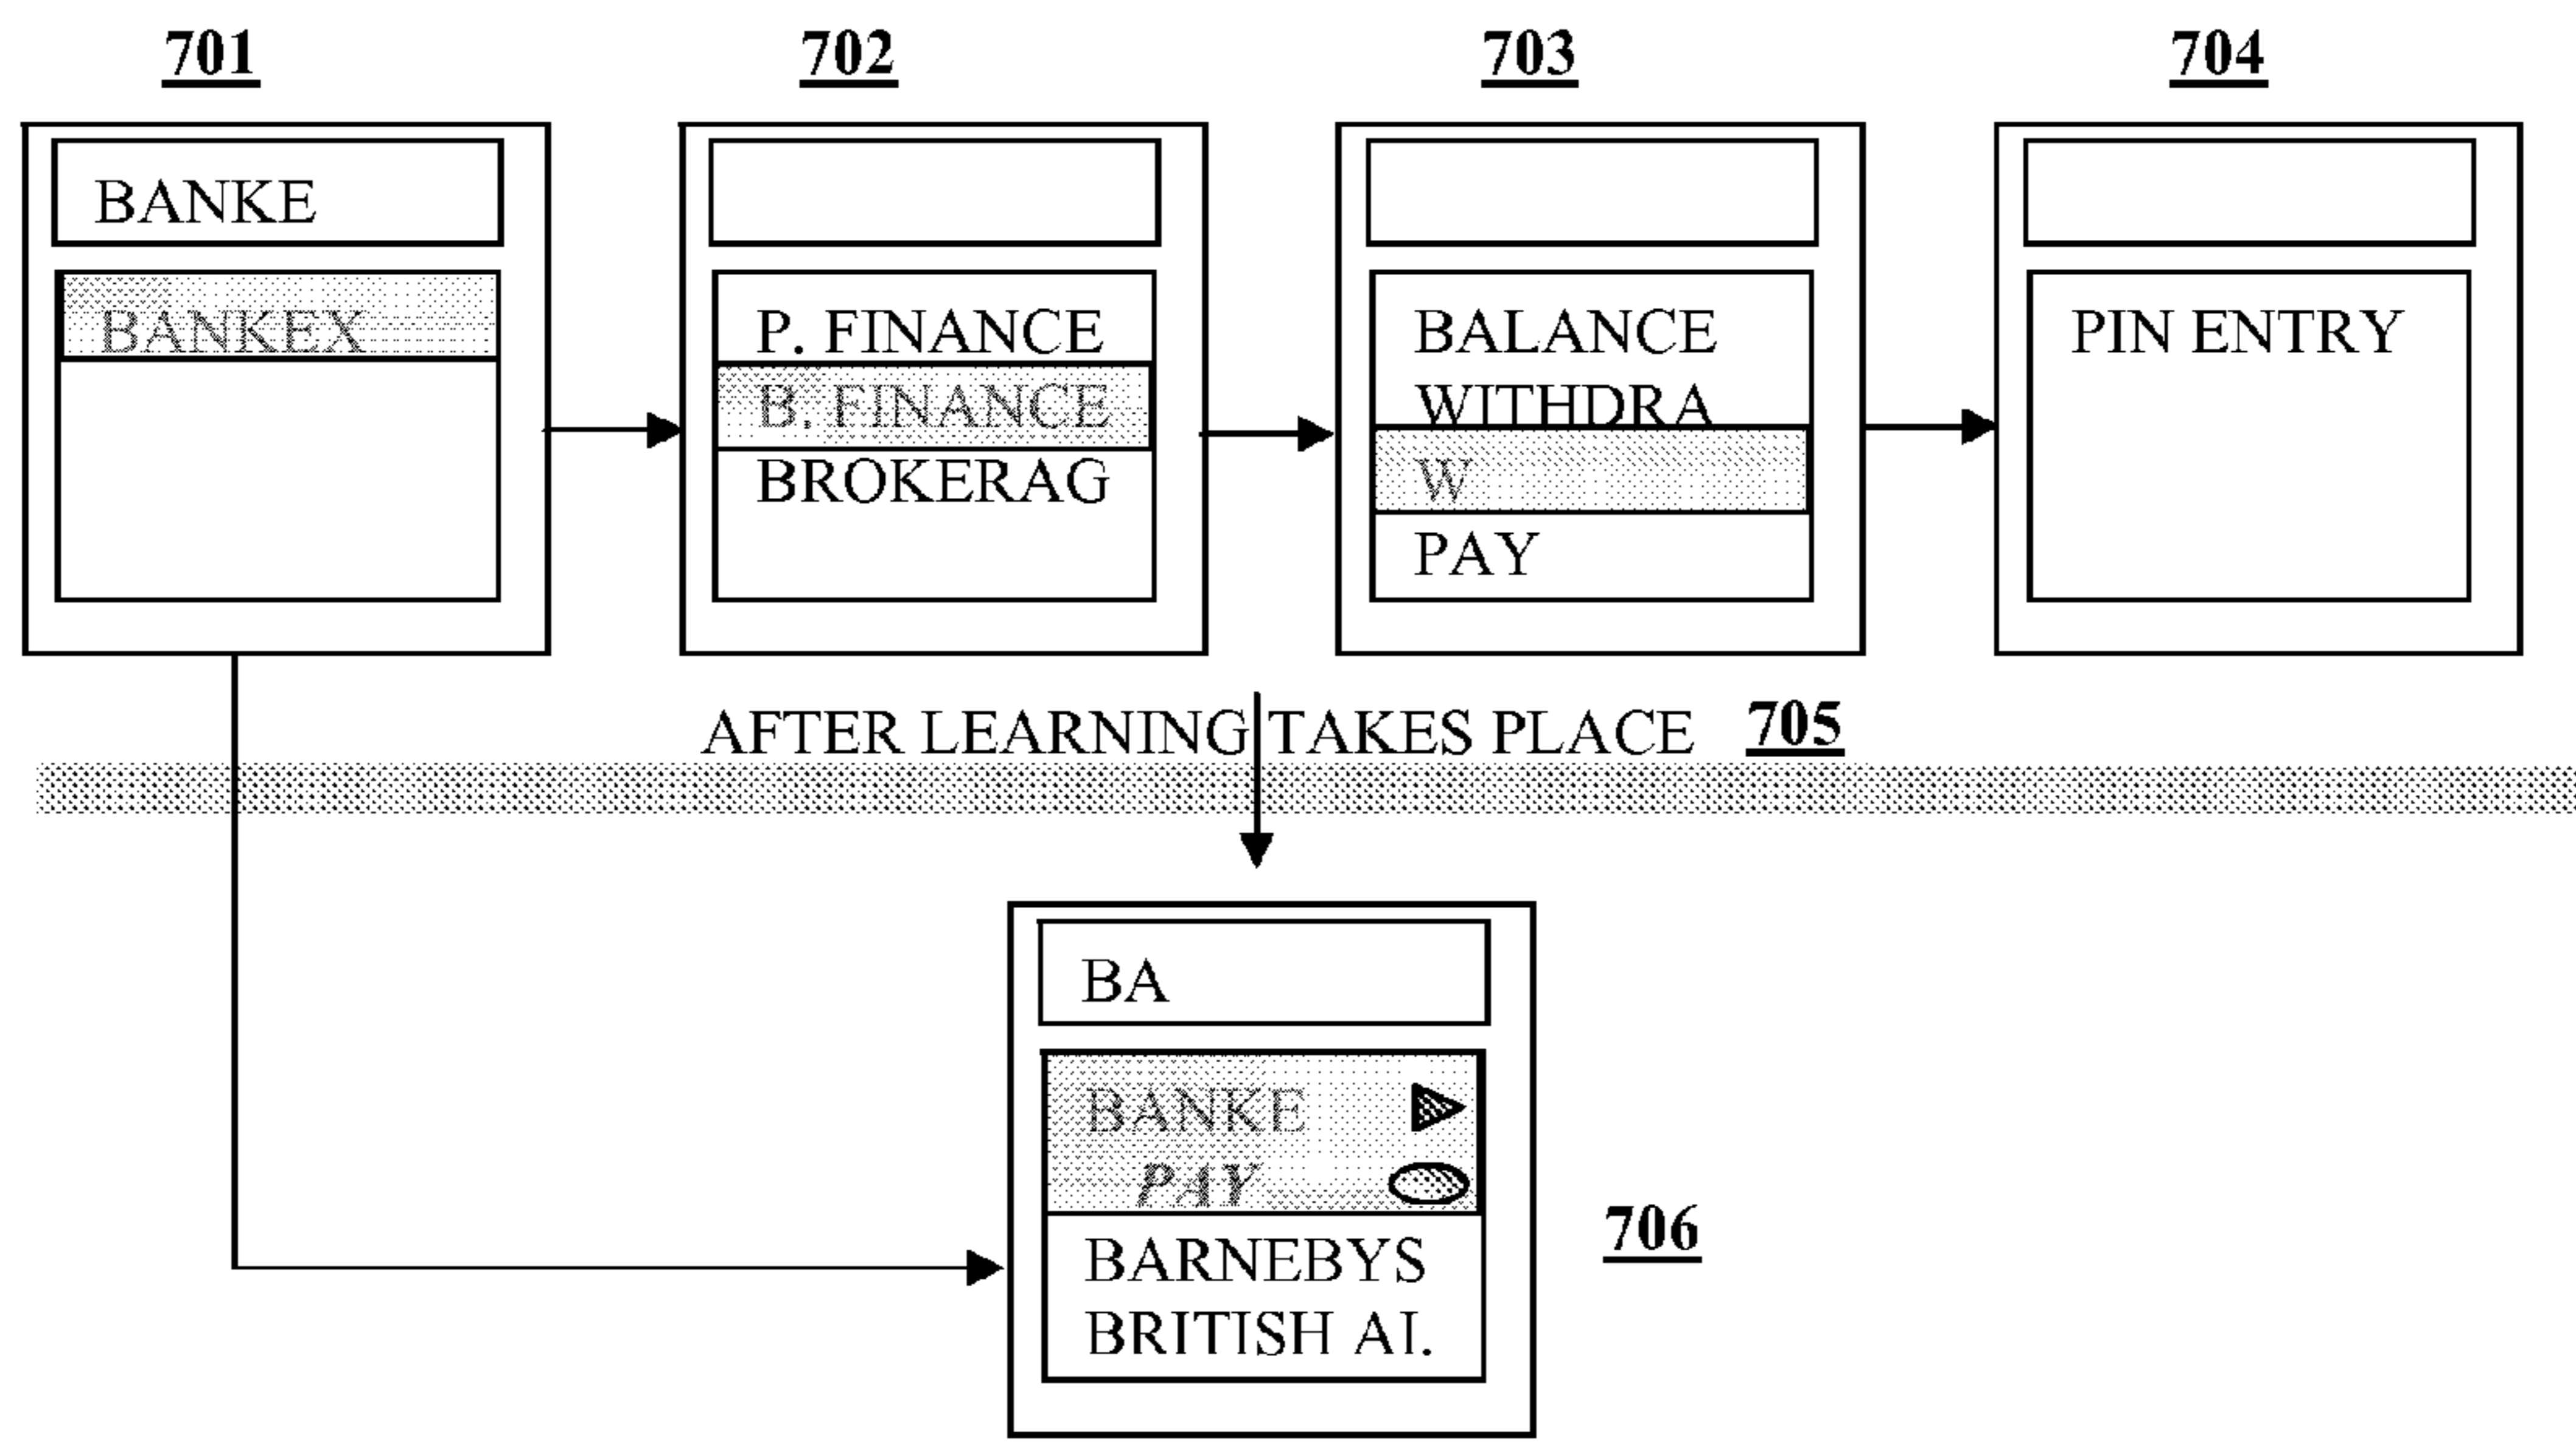 701
702
703
704
BANKE
BANKEX
P. FINANCE
B. FINANCE
BROKERAG
BALANCE
WITHDRA
W
PAY
PIN ENTRY
AFTER LEARNING TAKES PLACE 705
BA
BANKE
PAY
BARNEBYS
BRITISH AI.
706